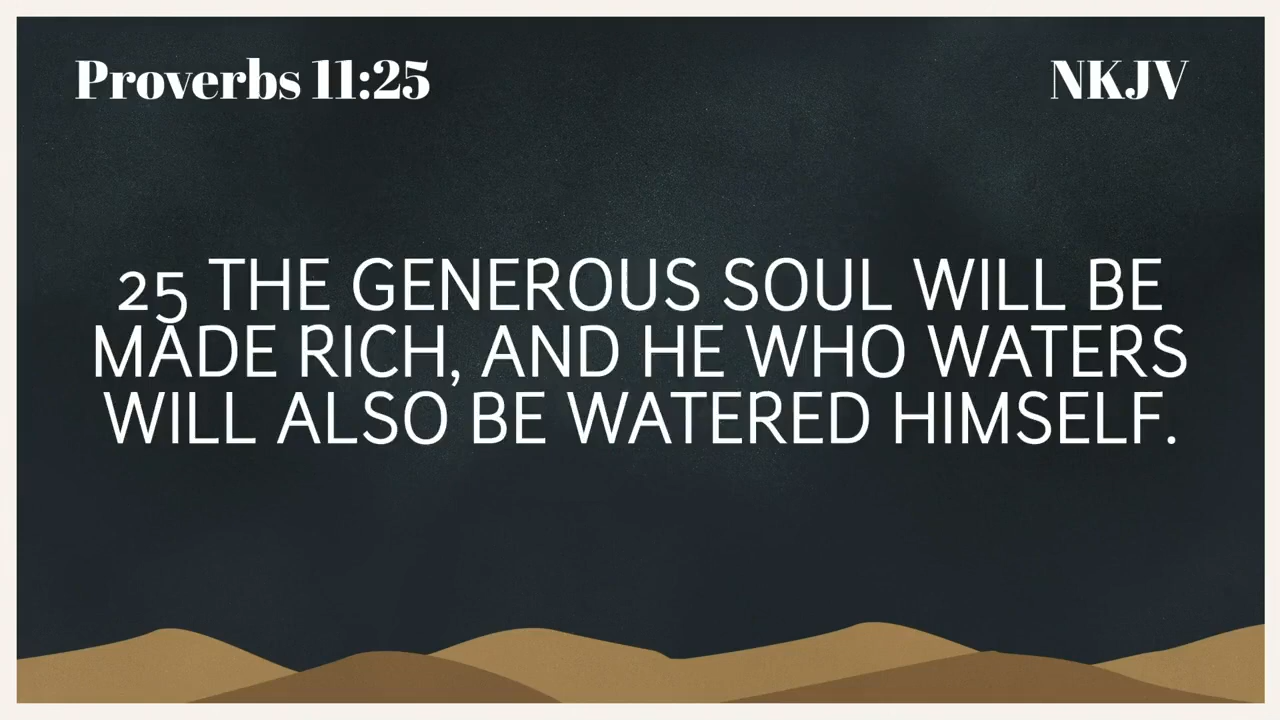 Proverbs 11:25
NKJV
25 THE GENEROUS SOUL WILL BE
MADE RICH, AND HE WHO WATERS
WILL ALSO BE WATERED HIMSELF.